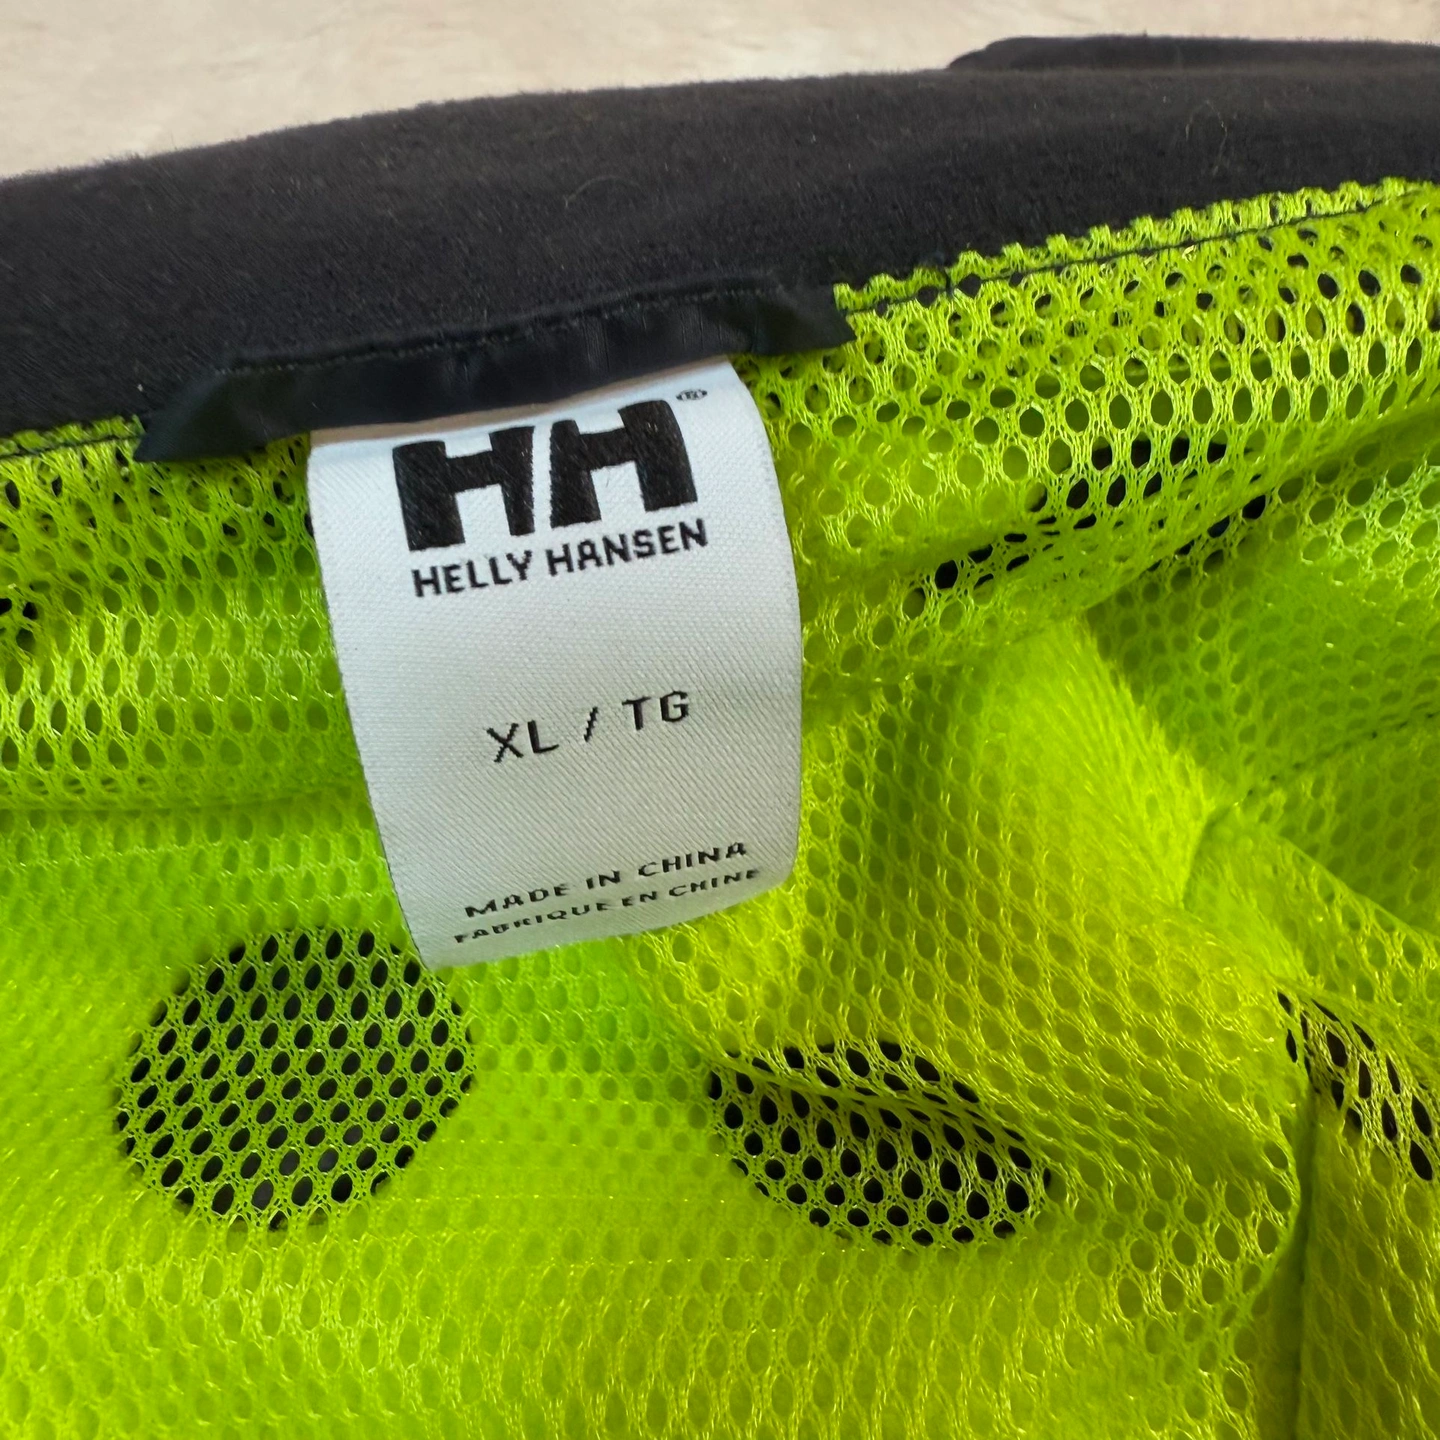 HH®
HELLY HANSEN
XL / TG
MADE IN CHINA
FABRIQUE EN CHINE